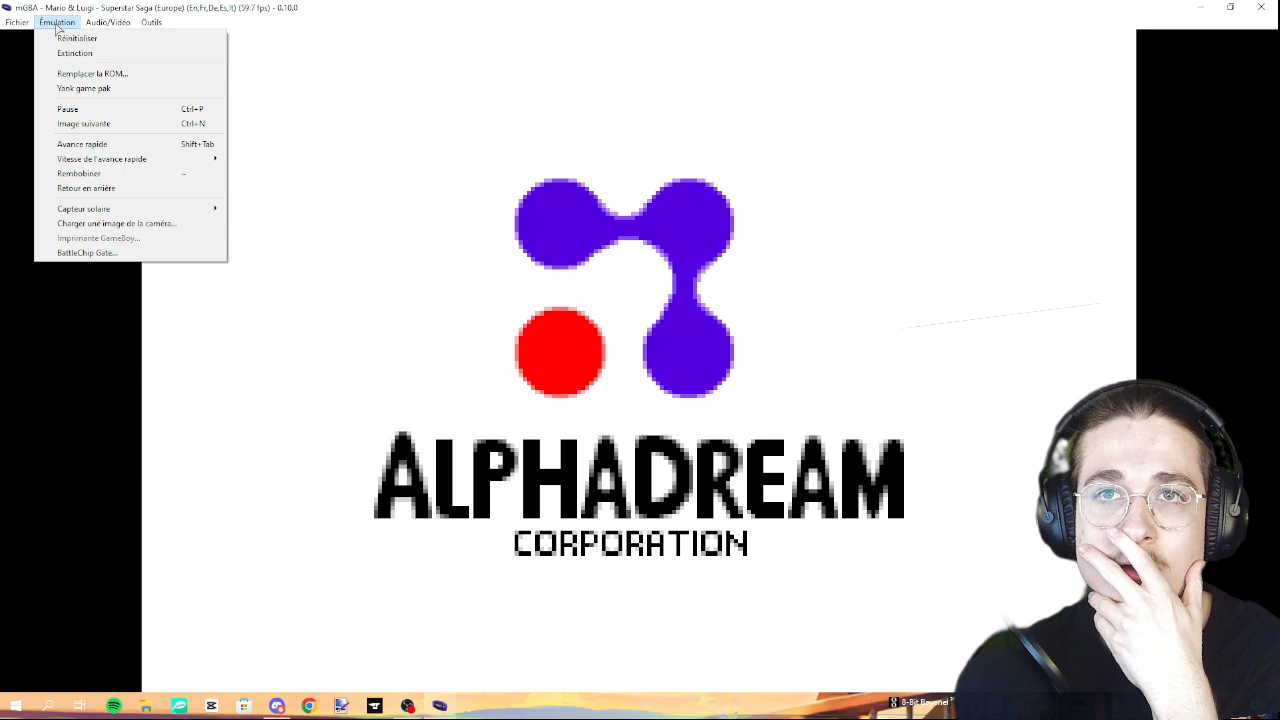 mGBA - Mario & Luigi - Superstar Saga (Europe) (En,Fr,De,Es,It) (59.7 fps) - 0.10.0
Fichier Émulation Audio/Vidéo Outils
Réinitialiser
Extinction
Remplacer la ROM...
Yank game pak
Pause Ctrl+P
Image suivante Ctrl+N
Avance rapide Shift+Tab
Vitesse de l'avance rapide
Rembobiner ~
Retour en arrière
Capteur solaire
Charger une image de la caméra...
Imprimante GameBoy...
BattleChip Gate...
ALPHADREAM
CORPORATION
8-Bit Bayonet